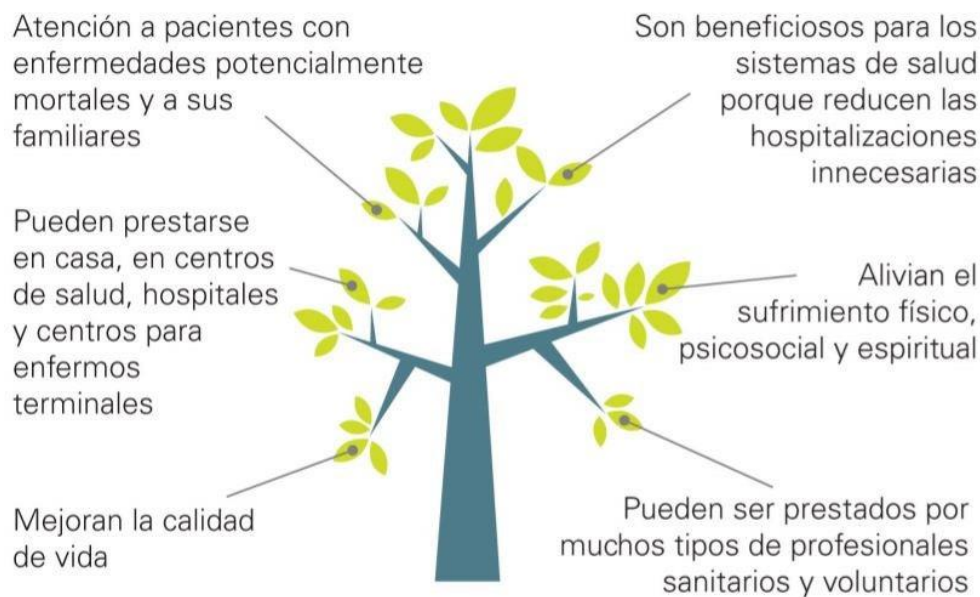 Atención a pacientes con
enfermedades potencialmente
mortales y a sus
familiares
Pueden prestarse
en casa, en centros
de salud, hospitales
y centros para
enfermos
terminales
Mejoran la calidad
de vida
Son beneficiosos para los
sistemas de salud
porque reducen las
hospitalizaciones
innecesarias
Alivian el
sufrimiento físico,
psicosocial y espiritual
Pueden ser prestados por
muchos tipos de profesionales
sanitarios y voluntarios